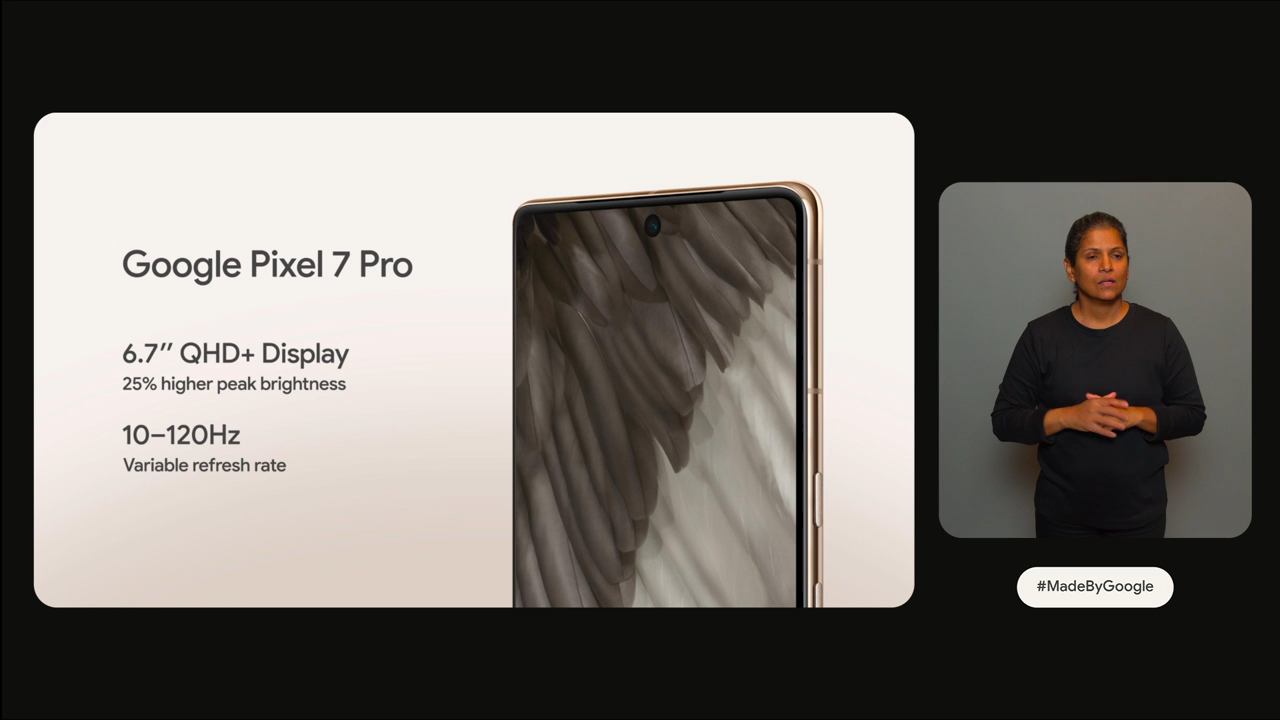 Google Pixel 7 Pro
6.7″ QHD+ Display
25% higher peak brightness
10–120Hz
Variable refresh rate
#MadeByGoogle